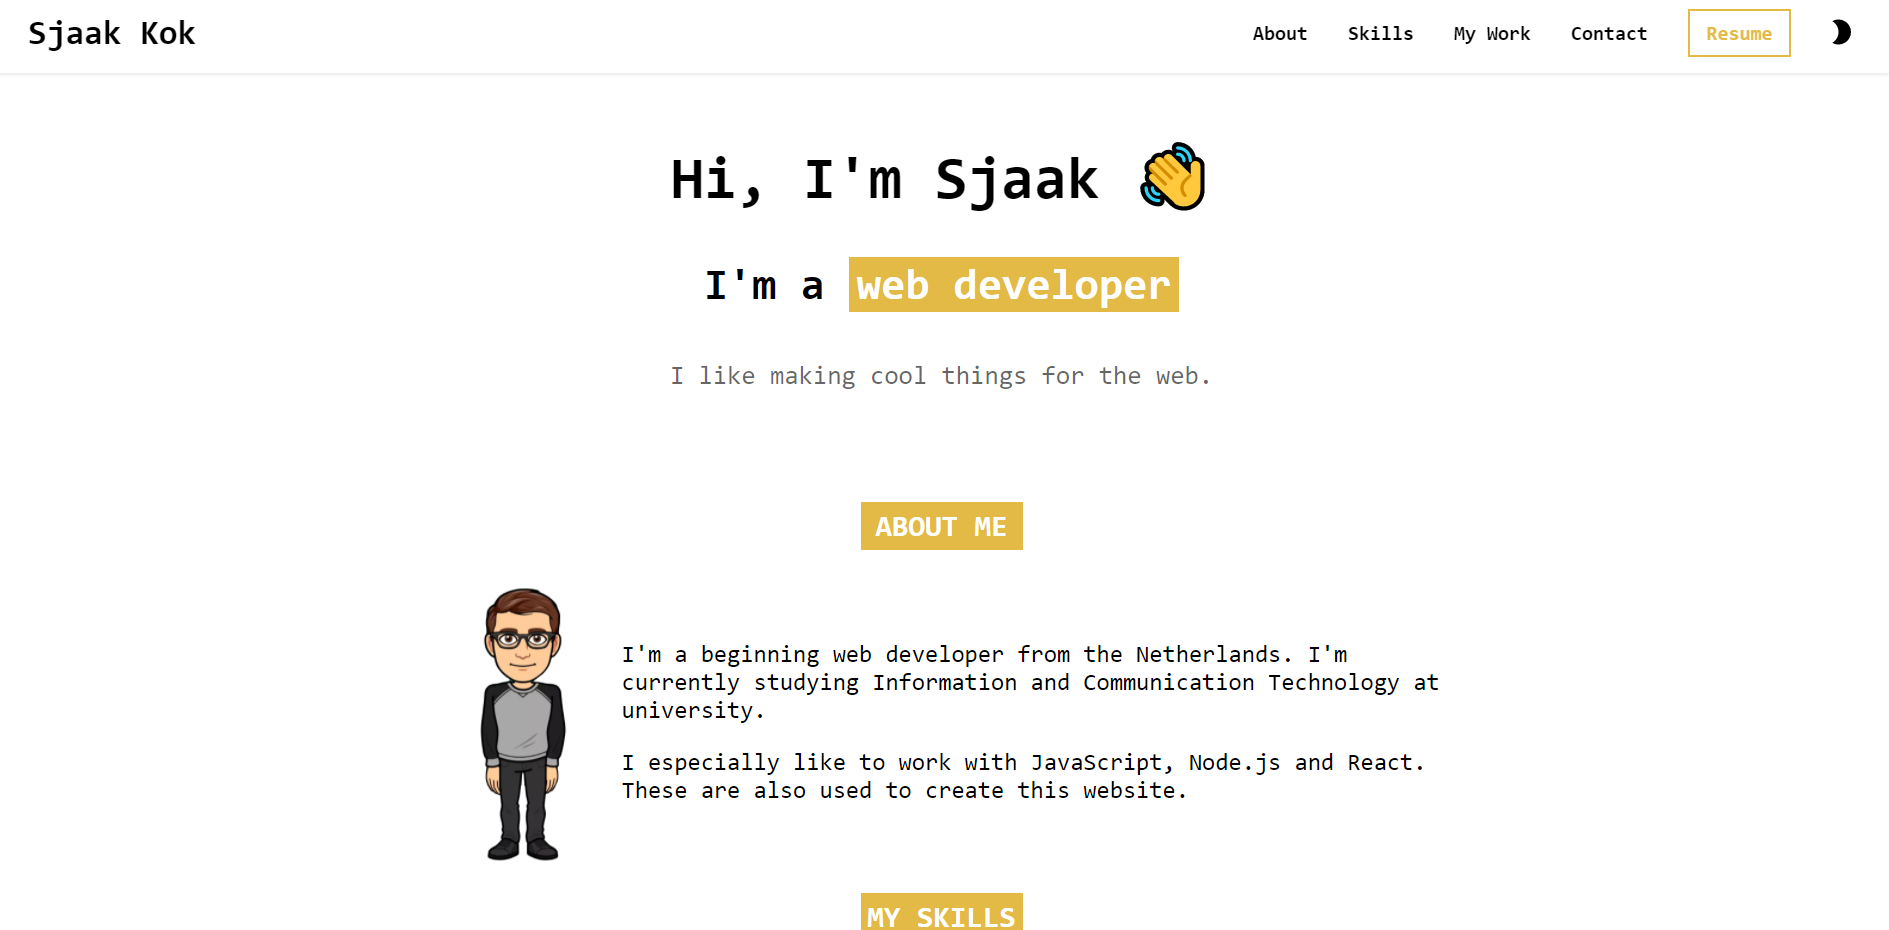 Sjaak Kok
About Skills My Work Contact Resume
Hi, I'm Sjaak 👋
I'm a web developer
I like making cool things for the web.
ABOUT ME
I'm a beginning web developer from the Netherlands. I'm
currently studying Information and Communication Technology at
university.
I especially like to work with JavaScript, Node.js and React.
These are also used to create this website.
MY SKILLS